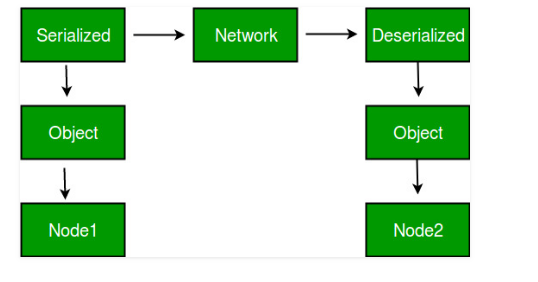 Serialized
Network
Deserialized
Object
Object
Node1
Node2